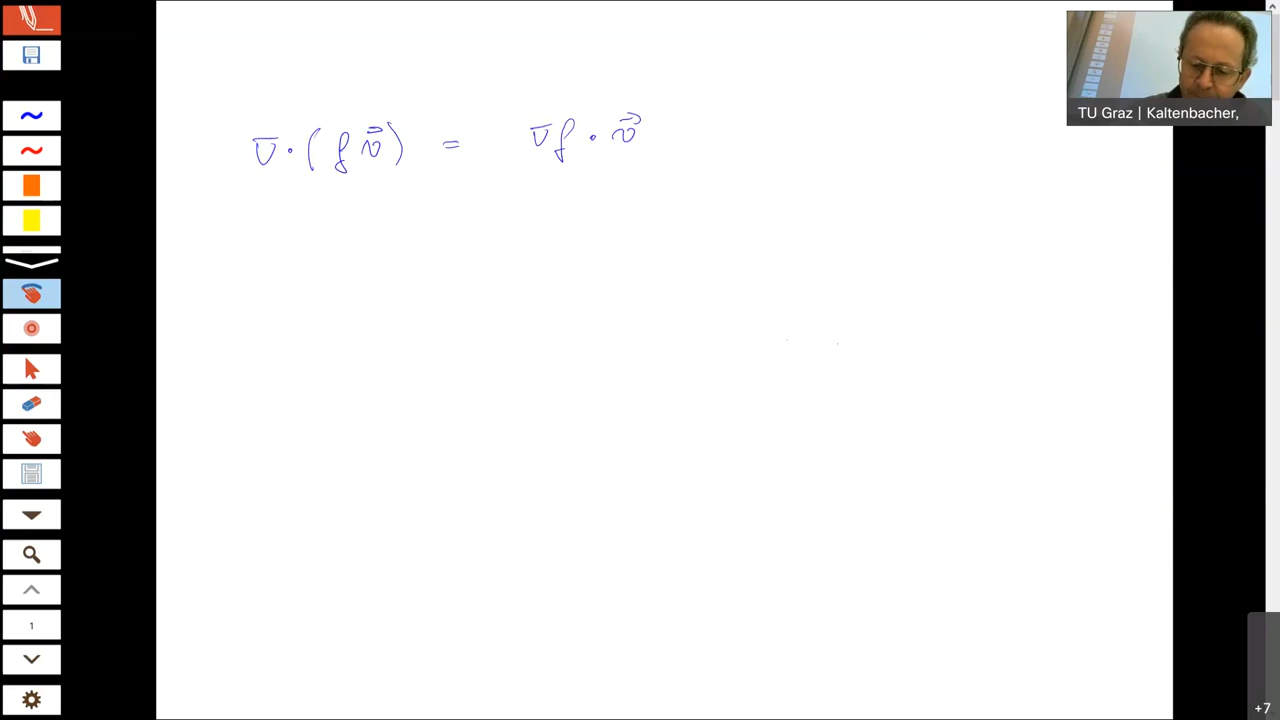 TU Graz | Kaltenbacher,
∇ · ( f v⃗ ) = ∇f · v⃗
1
+7